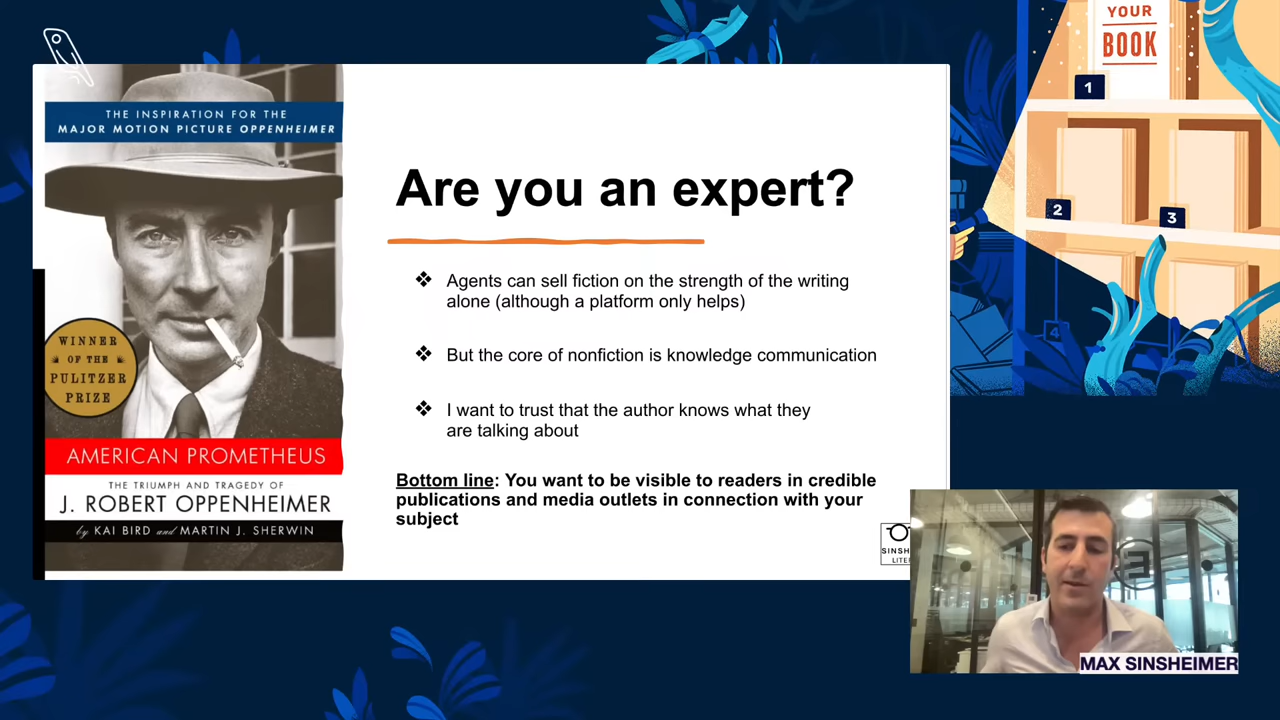 THE INSPIRATION FOR THE
MAJOR MOTION PICTURE OPPENHEIMER
WINNER
OF THE
PULITZER
PRIZE
AMERICAN PROMETHEUS
THE TRIUMPH AND TRAGEDY OF
J. ROBERT OPPENHEIMER
by KAI BIRD and MARTIN J. SHERWIN
Are you an expert?
❖ Agents can sell fiction on the strength of the writing
alone (although a platform only helps)
❖ But the core of nonfiction is knowledge communication
❖ I want to trust that the author knows what they
are talking about
Bottom line: You want to be visible to readers in credible
publications and media outlets in connection with your
subject
YOUR
BOOK
1
2
3
4
MAX SINSHEIMER